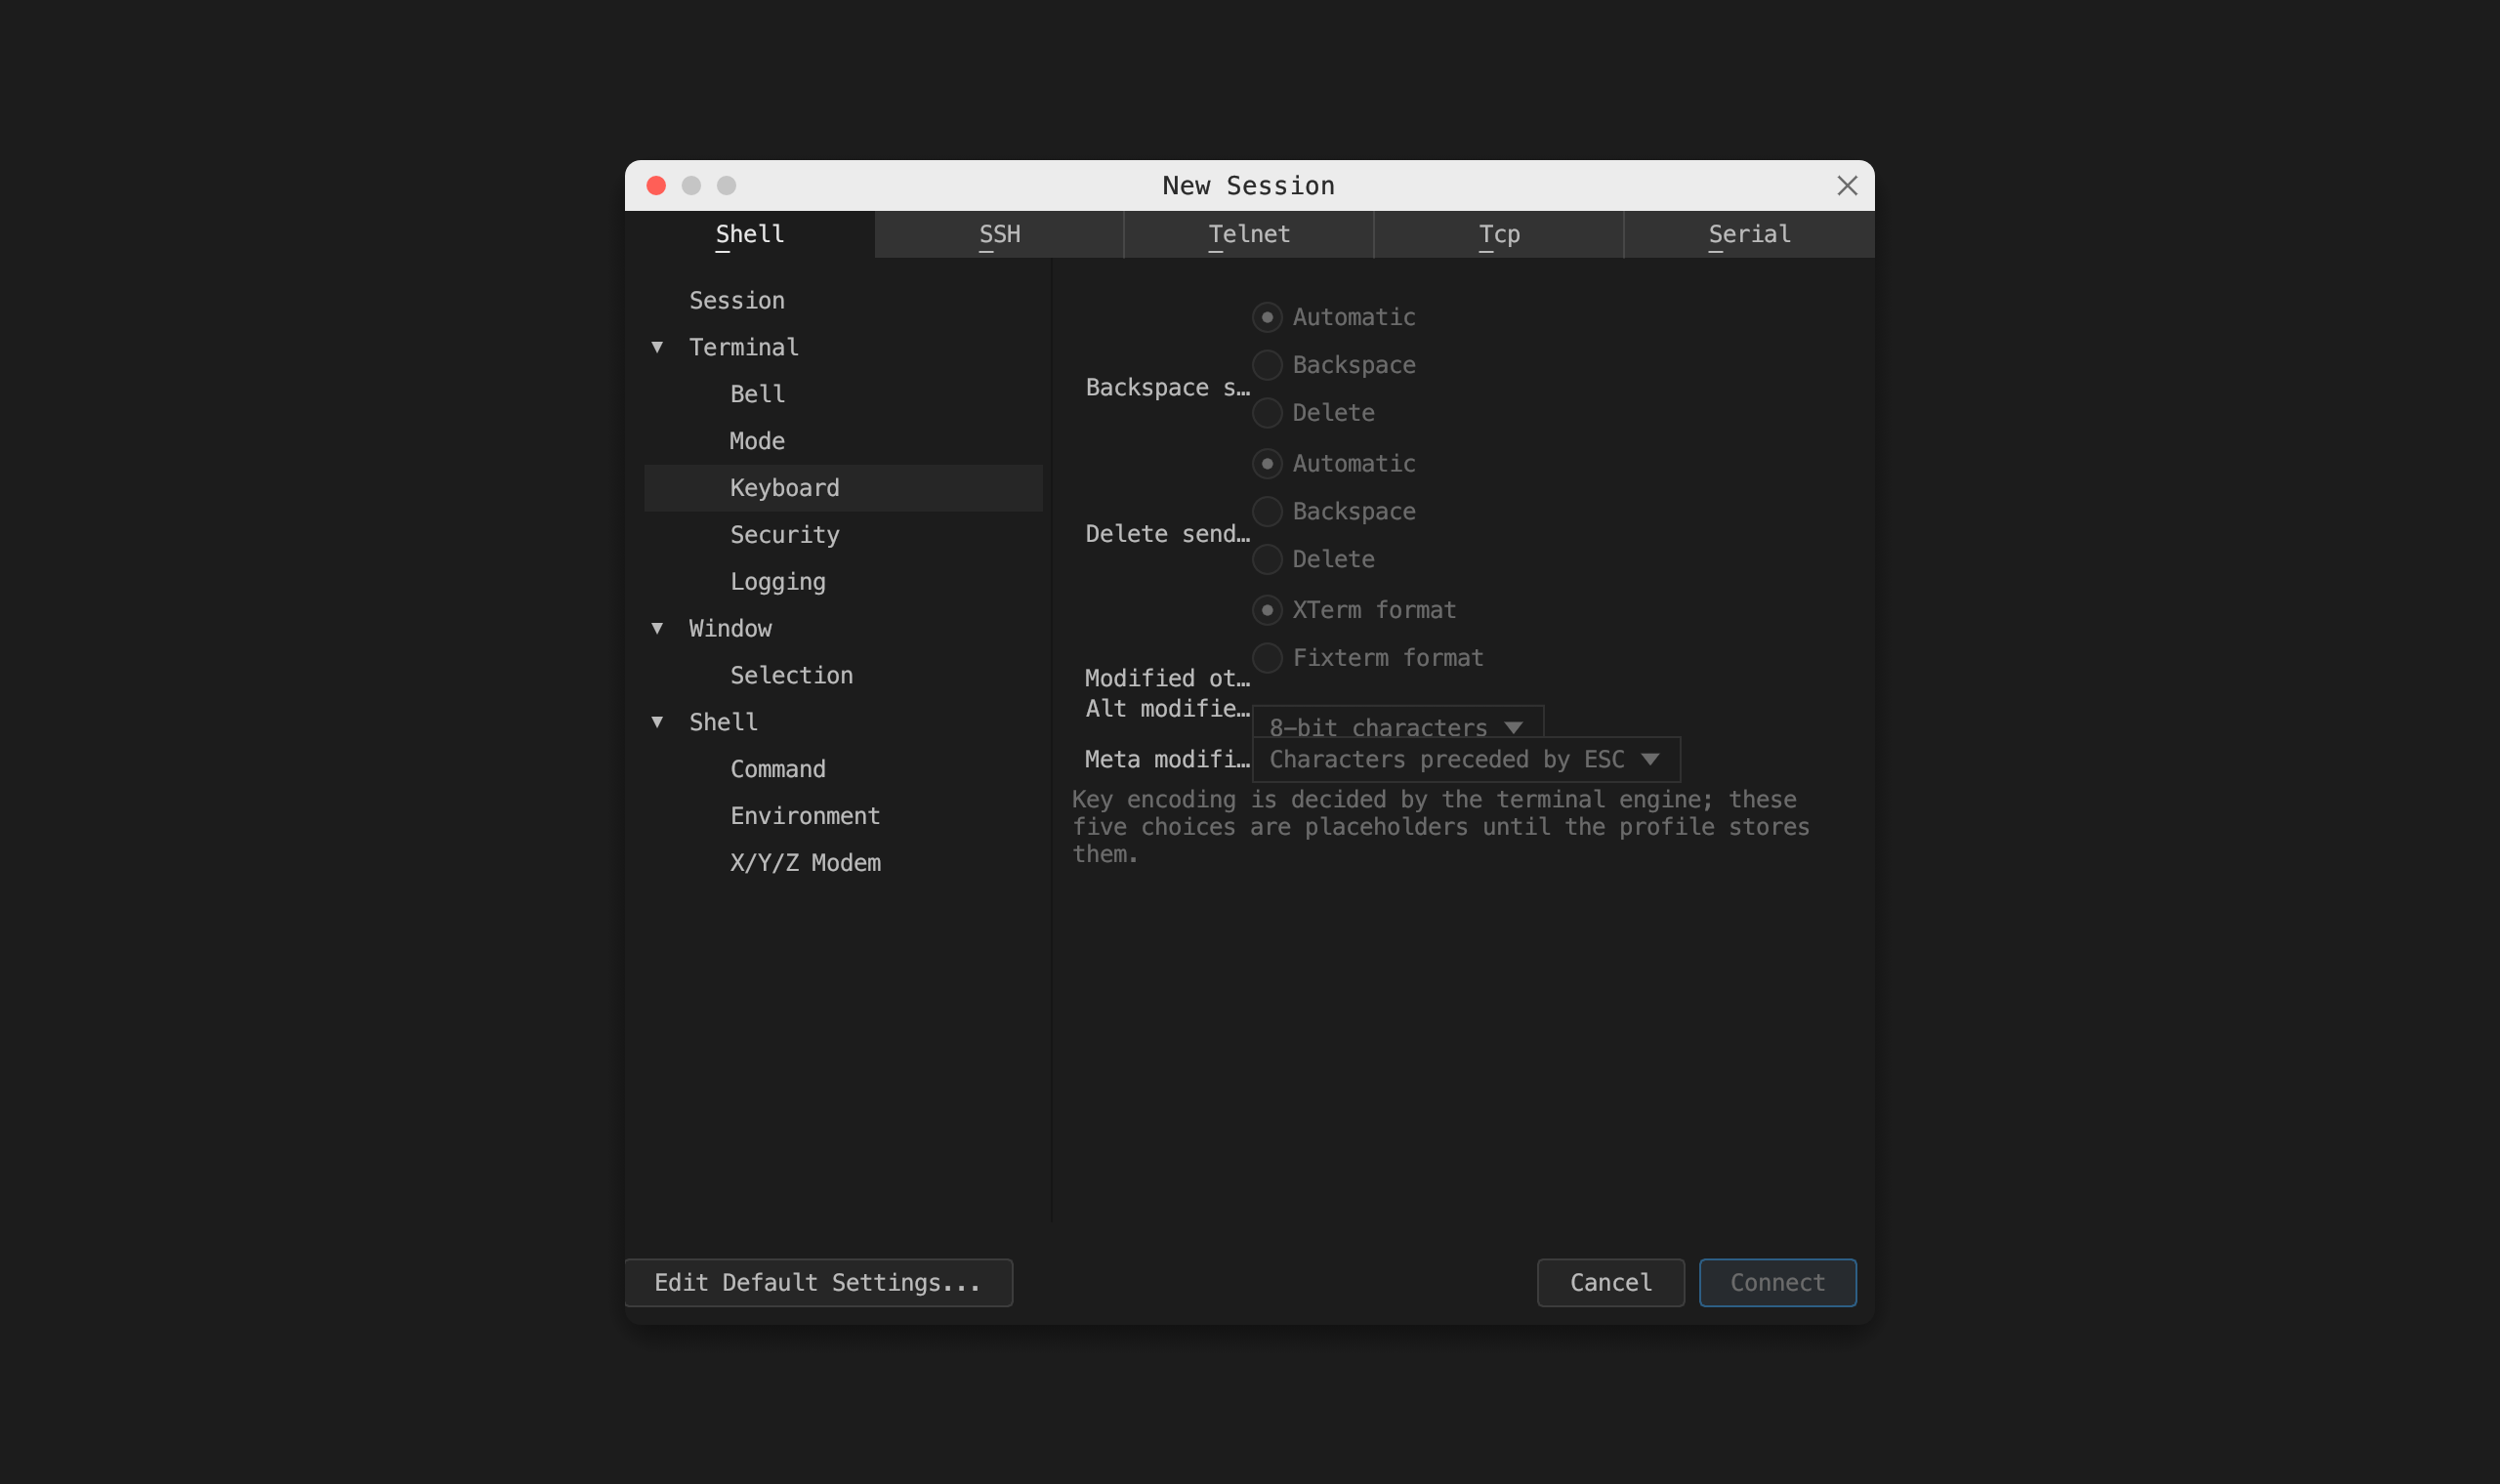 New Session
Shell SSH Telnet Tcp Serial
Session
▼ Terminal
Bell
Mode
Keyboard
Security
Logging
▼ Window
Selection
▼ Shell
Command
Environment
X/Y/Z Modem
Automatic
Backspace
Backspace s…
Delete
Automatic
Backspace
Delete send…
Delete
XTerm format
Fixterm format
Modified ot…
Alt modifie… 8-bit characters
Meta modifi… Characters preceded by ESC
Key encoding is decided by the terminal engine; these
five choices are placeholders until the profile stores
them.
Edit Default Settings... Cancel Connect